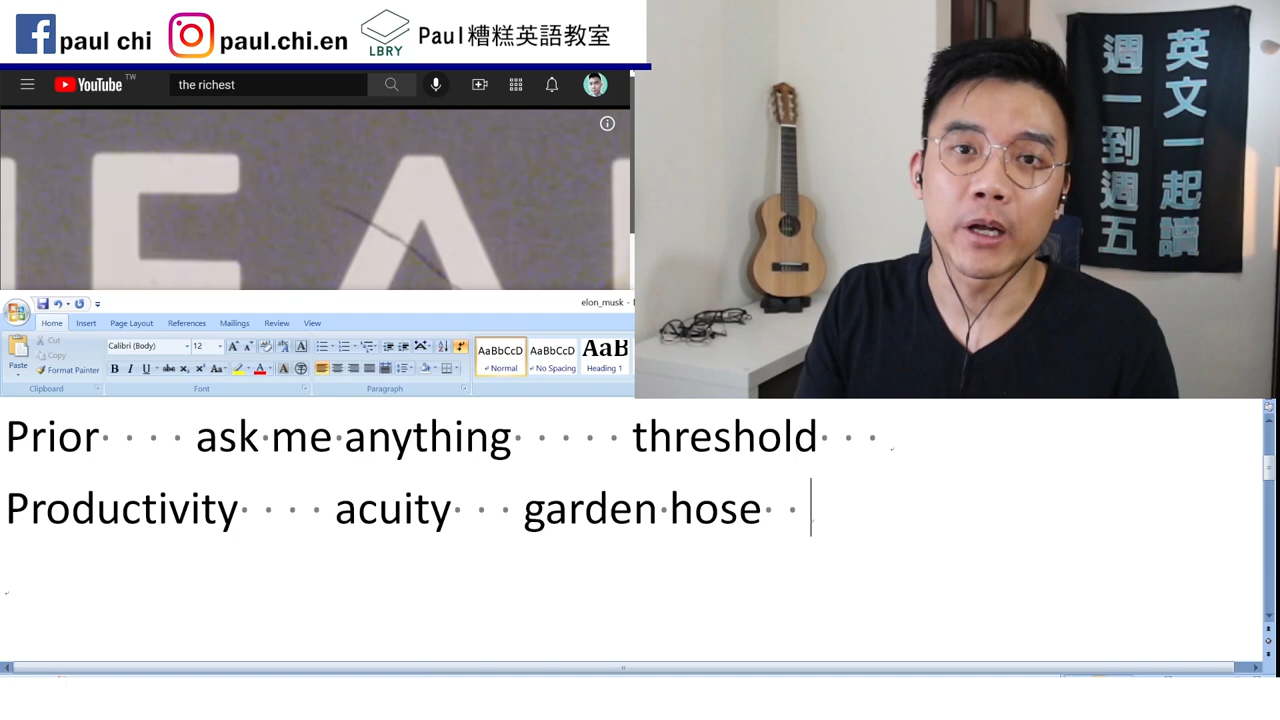 paul chi
paul.chi.en
LBRY
Paul糟糕英語教室
YouTube TW
the richest
EA
英文一起讀
週一到週五
elon_musk -
Home Insert Page Layout References Mailings Review View
Paste
Cut
Copy
Format Painter
Calibri (Body) 12
AaBbCcD AaBbCcD AaB
Normal No Spacing Heading 1
Clipboard Font Paragraph
Prior ask me anything threshold
Productivity acuity garden hose